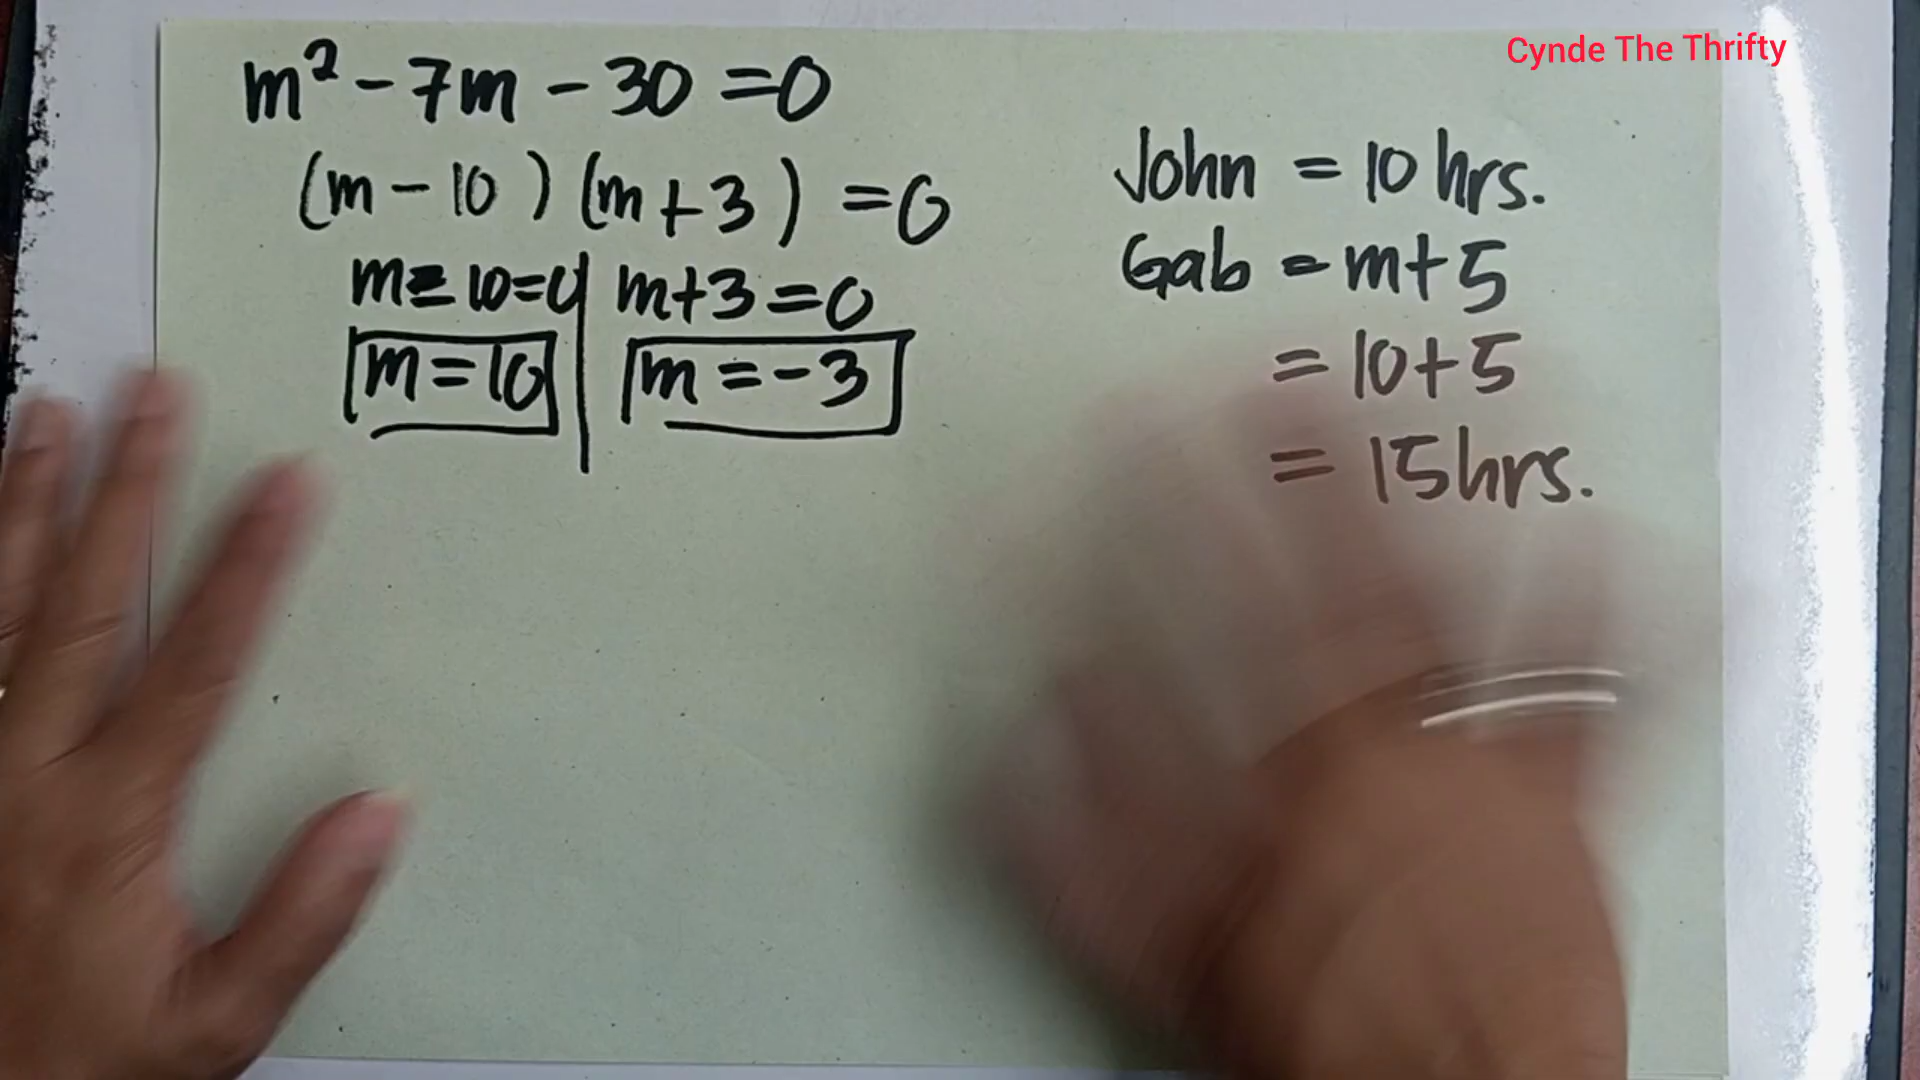 Cynde The Thrifty
m² - 7m - 30 = 0
(m - 10) (m + 3) = 0
m = 10 = 0 | m + 3 = 0
m = 10 | m = -3
John = 10 hrs.
Gab = m + 5
= 10 + 5
= 15 hrs.